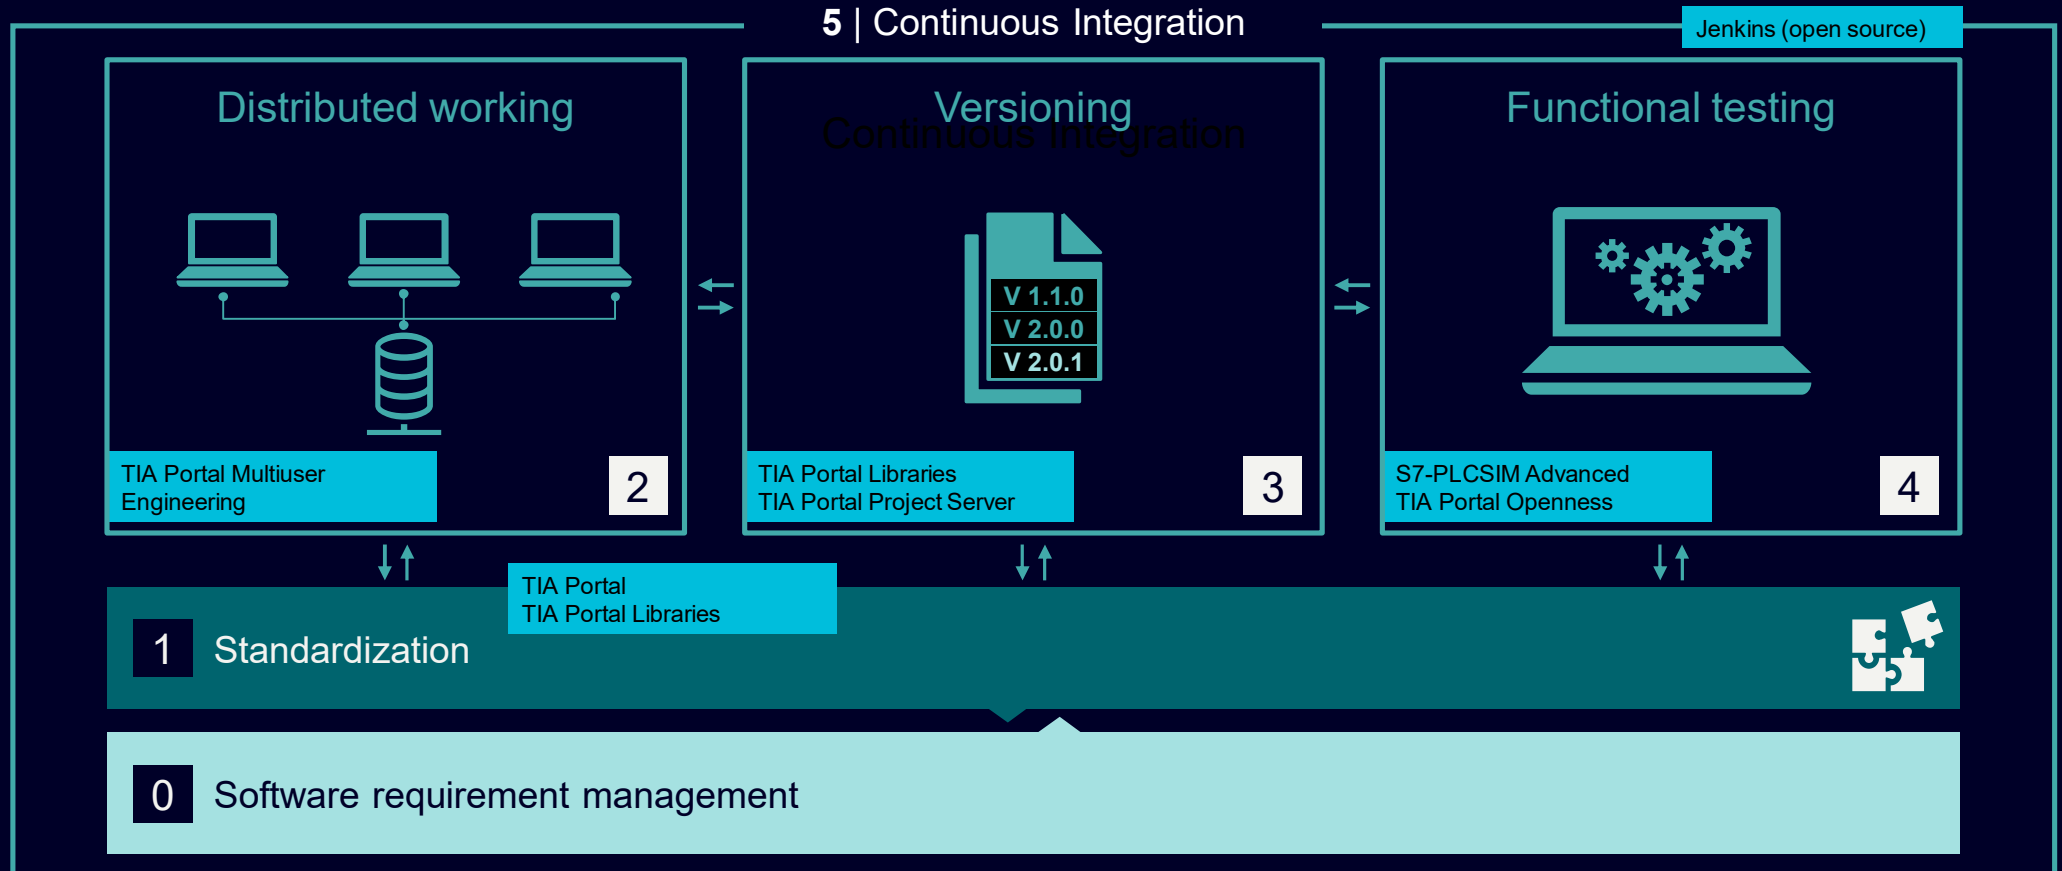 5 | Continuous Integration
Jenkins (open source)
Distributed working
Versioning
Continuous Integration
Functional testing
V 1.1.0
V 2.0.0
V 2.0.1
TIA Portal Multiuser
Engineering
2
TIA Portal Libraries
TIA Portal Project Server
3
S7-PLCSIM Advanced
TIA Portal Openness
4
TIA Portal
TIA Portal Libraries
1 Standardization
0 Software requirement management